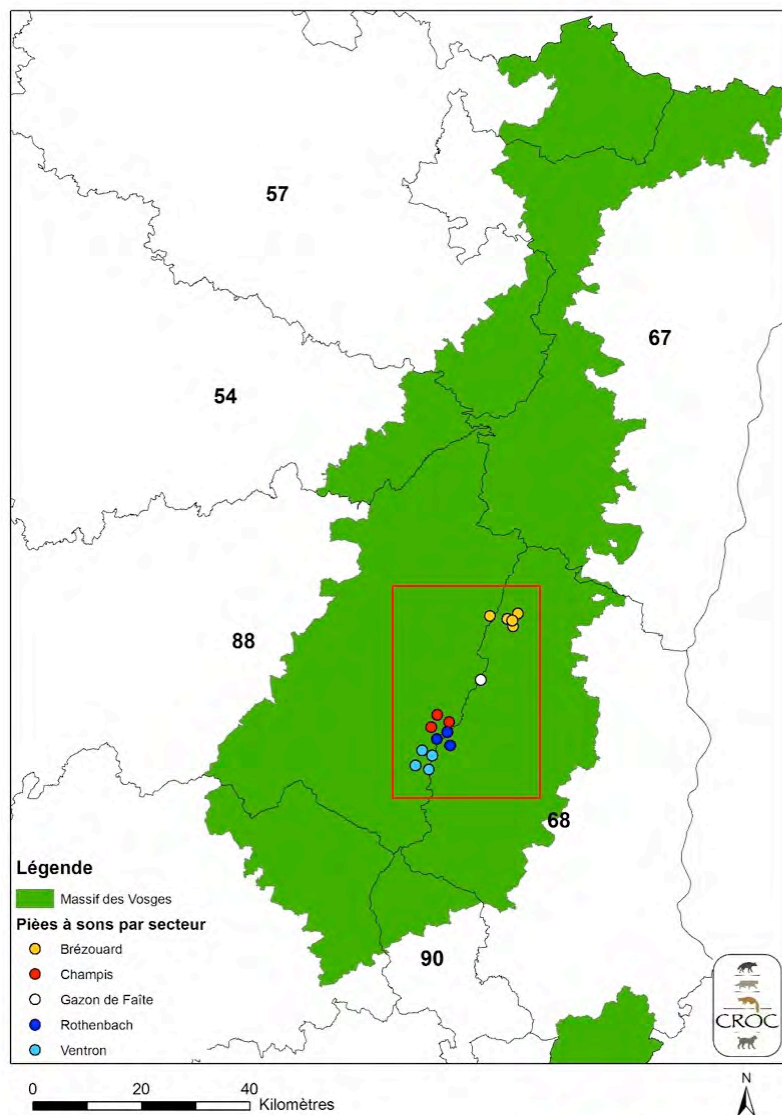 57
67
54
88
68
90
Légende
Massif des Vosges
Pièes à sons par secteur
Brézouard
Champis
Gazon de Faîte
Rothenbach
Ventron
CROC
0 20 40
Kilomètres
N